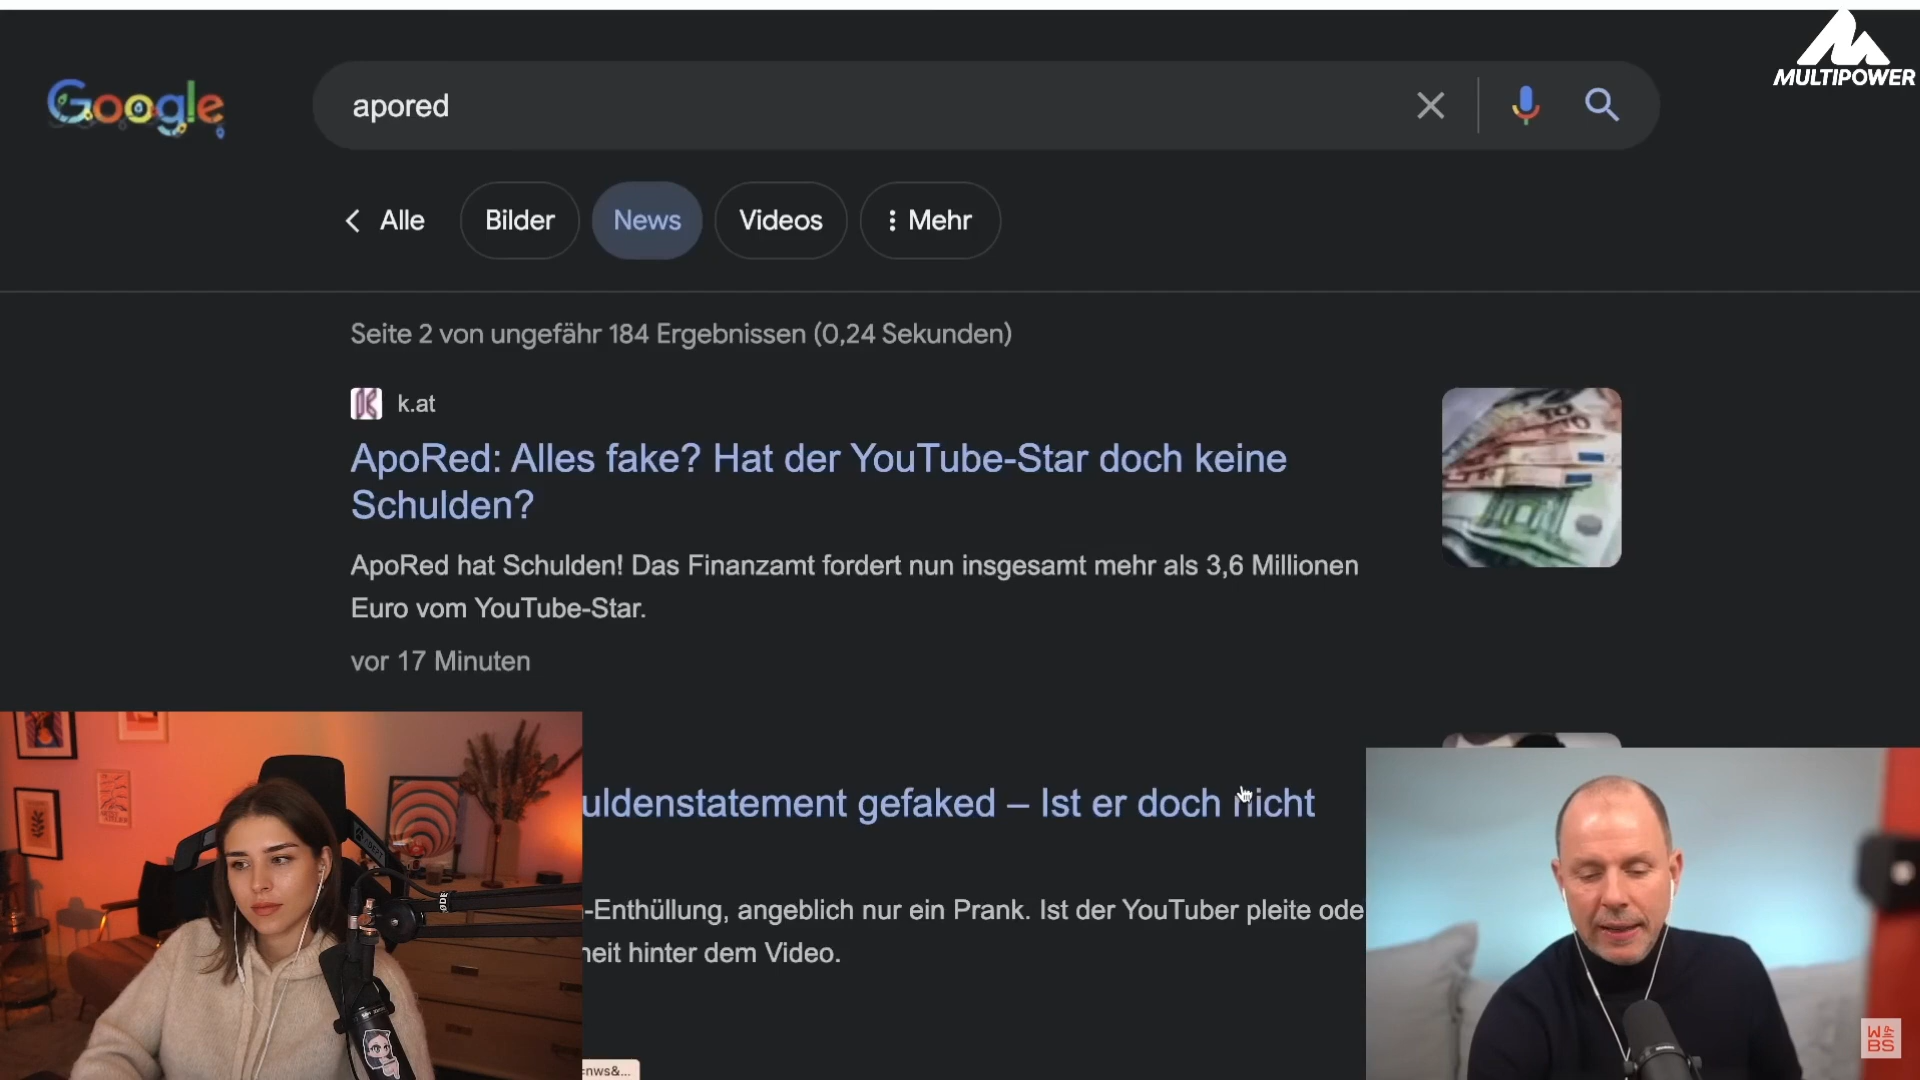 MULTIPOWER
Google
apored
Alle
Bilder
News
Videos
Mehr
Seite 2 von ungefähr 184 Ergebnissen (0,24 Sekunden)
k.at
ApoRed: Alles fake? Hat der YouTube-Star doch keine
Schulden?
ApoRed hat Schulden! Das Finanzamt fordert nun insgesamt mehr als 3,6 Millionen
Euro vom YouTube-Star.
vor 17 Minuten
uldenstatement gefaked – Ist er doch nicht
-Enthüllung, angeblich nur ein Prank. Ist der YouTuber pleite ode
heit hinter dem Video.
=nws&...
RØDE
WBS